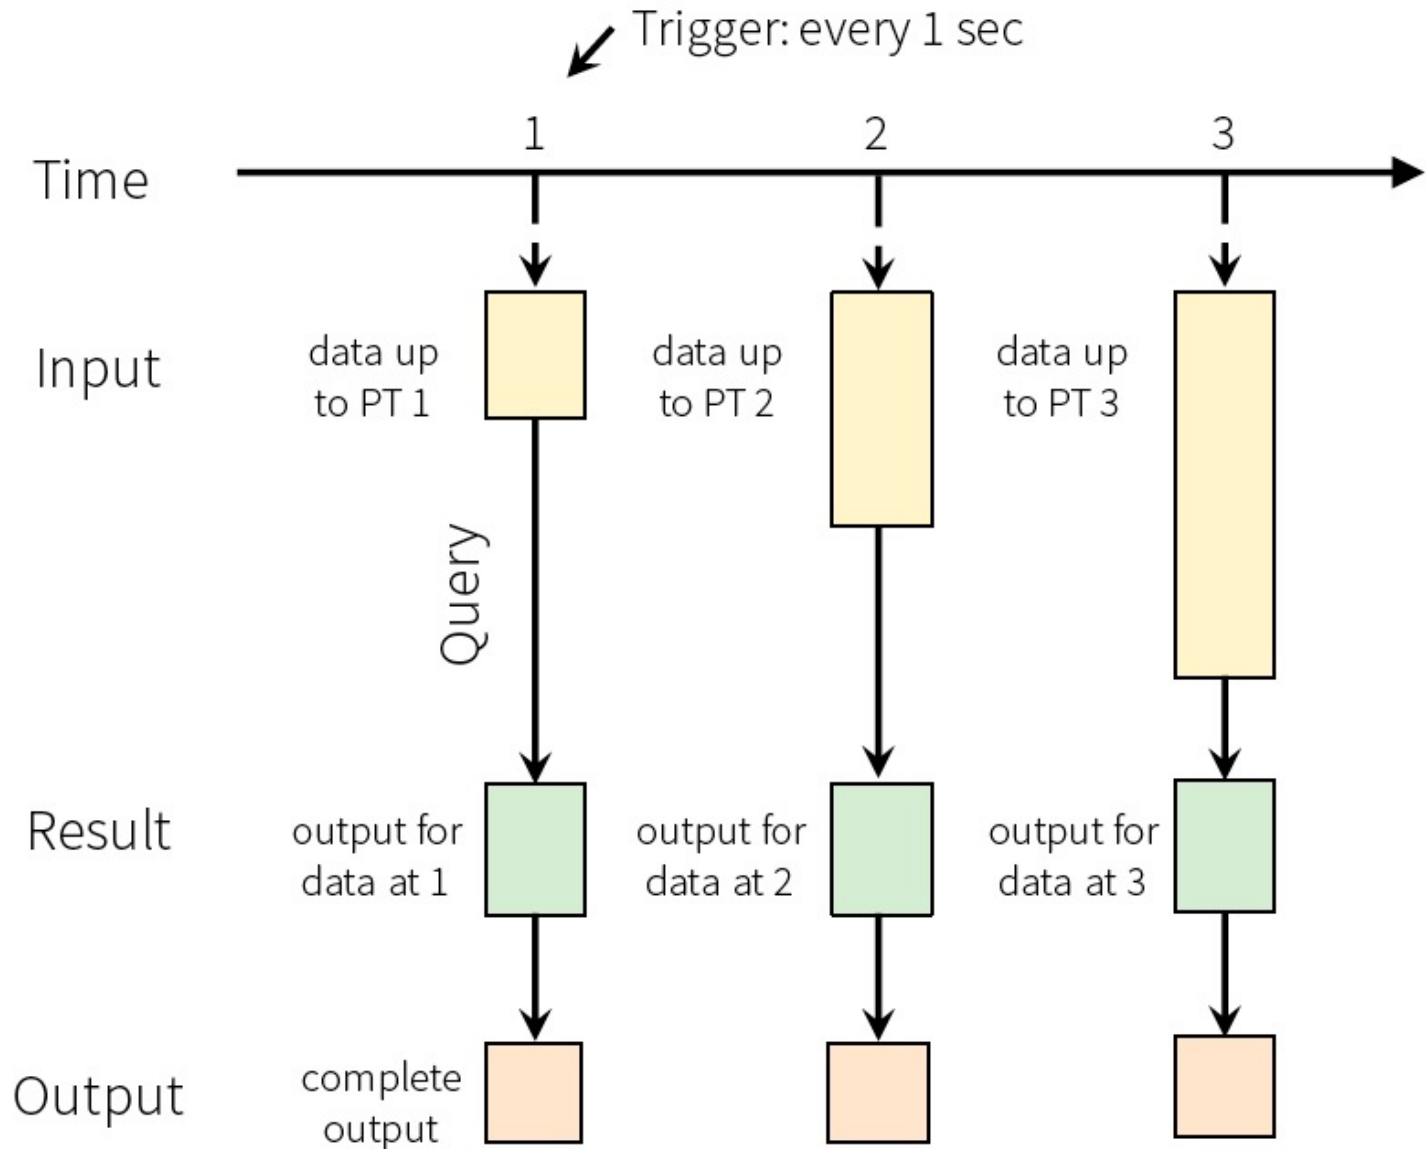 Trigger: every 1 sec
1 2 3
Time
Input
data up
to PT 1
data up
to PT 2
data up
to PT 3
Query
Result
output for
data at 1
output for
data at 2
output for
data at 3
Output
complete
output